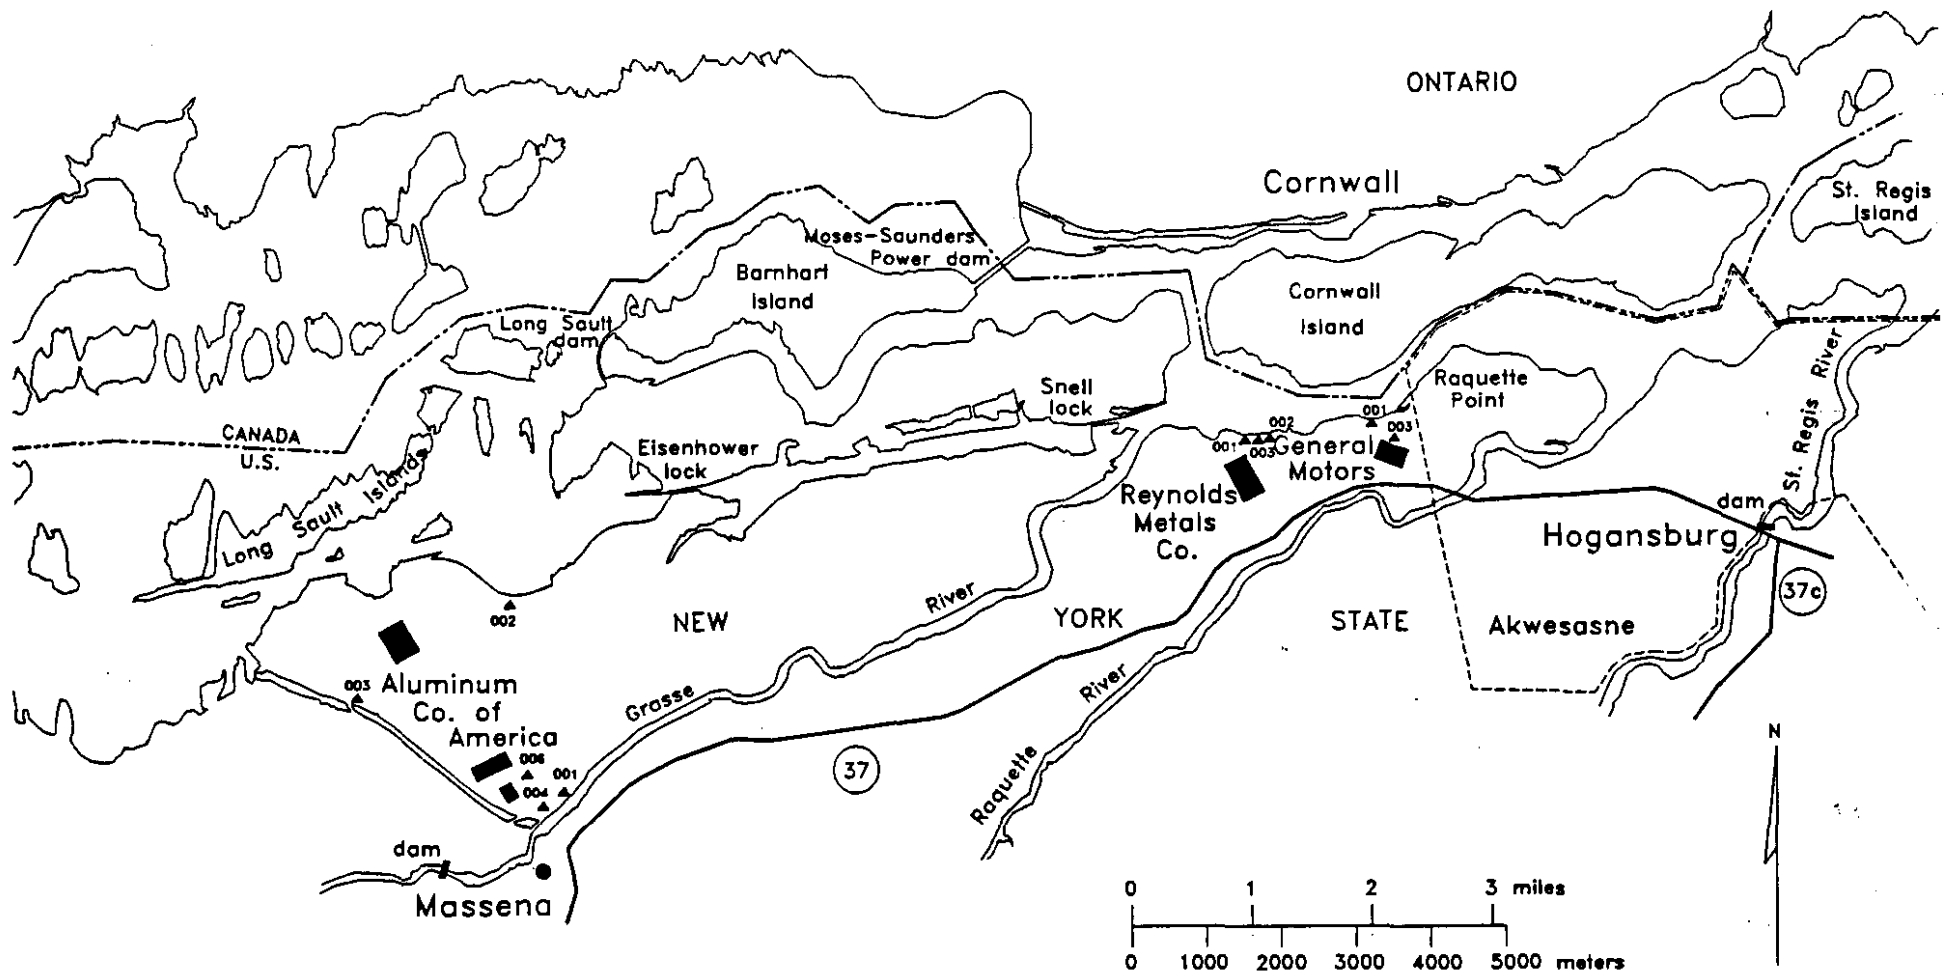 ONTARIO
Cornwall
St. Regis
Island
Moses-Saunders
Power dam
Barnhart
Island
Cornwall
Island
Long Sault
dam
St. Regis River
Raquette
Point
Snell
lock
001
002
CANADA
U.S.
Eisenhower
lock
001
003
003
General
Motors
Long Sault Islands
Reynolds
Metals
Co.
dam
Hogansburg
37c
002
NEW YORK STATE
Akwesasne
Grasse River
Raquette River
003
Aluminum
Co. of
America
006
001
004
37
N
dam
Massena
0 1 2 3 miles
0 1000 2000 3000 4000 5000 meters